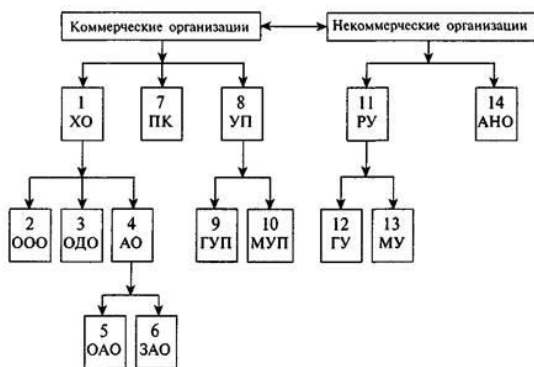 Коммерческие организации
Некоммерческие организации
1
ХО
7
ПК
8
УП
11
РУ
14
АНО
2
ООО
3
ОДО
4
АО
9
ГУП
10
МУП
12
ГУ
13
МУ
5
ОАО
6
ЗАО